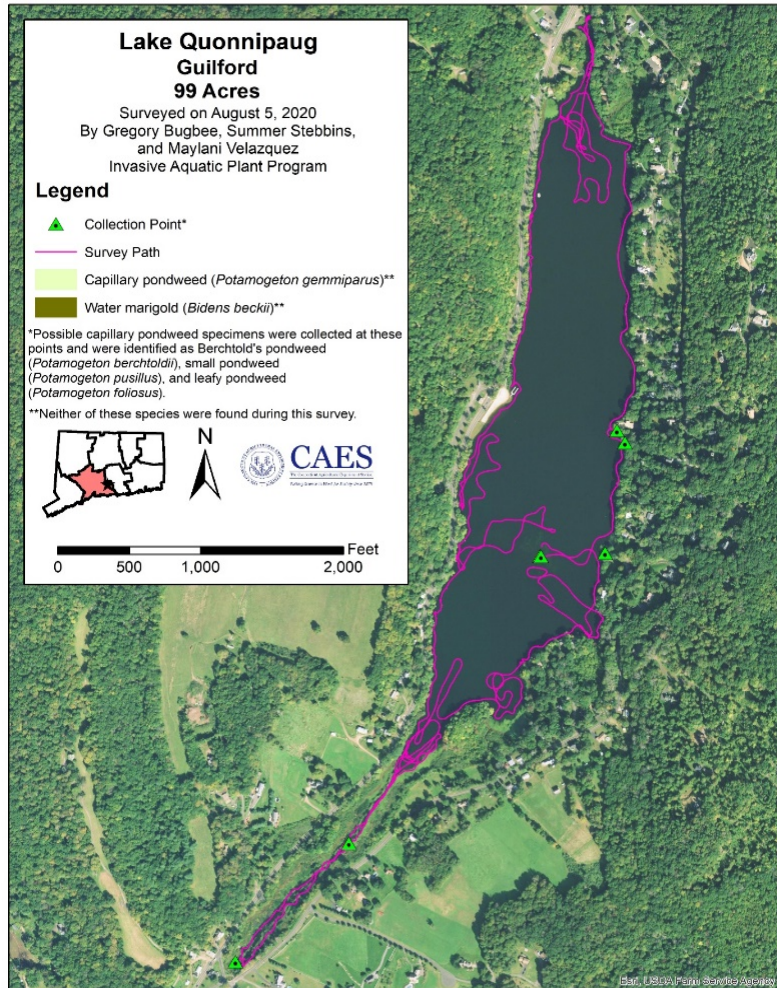 Lake Quonnipaug
Guilford
99 Acres
Surveyed on August 5, 2020
By Gregory Bugbee, Summer Stebbins,
and Maylani Velazquez
Invasive Aquatic Plant Program
Legend
Collection Point*
Survey Path
Capillary pondweed (Potamogeton gemmiparus)**
Water marigold (Bidens beckii)**
*Possible capillary pondweed specimens were collected at these
points and were identified as Berchtold's pondweed
(Potamogeton berchtoldii), small pondweed
(Potamogeton pusillus), and leafy pondweed
(Potamogeton foliosus).
**Neither of these species were found during this survey.
N
CAES
Feet
0 500 1,000 2,000
Esri, USDA Farm Service Agency